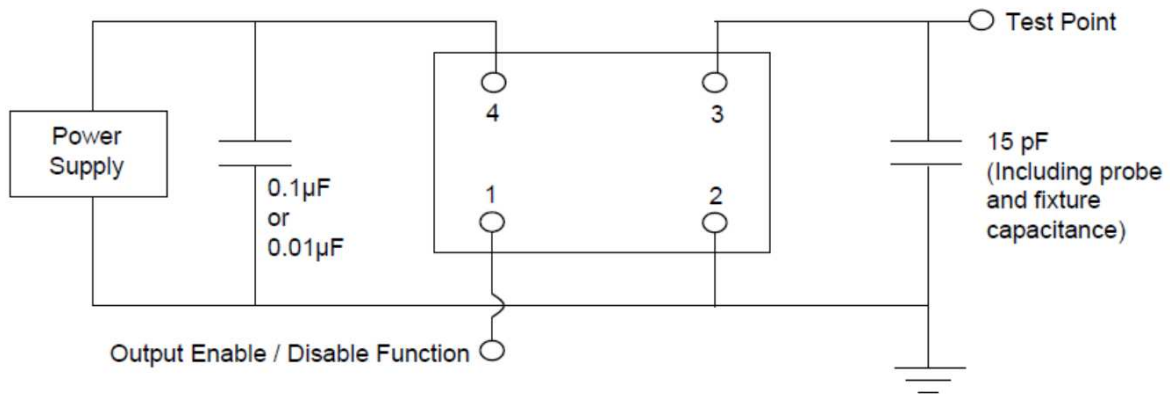 Test Point
Power
Supply
4
3
0.1µF
or
0.01µF
1
2
15 pF
(Including probe
and fixture
capacitance)
Output Enable / Disable Function